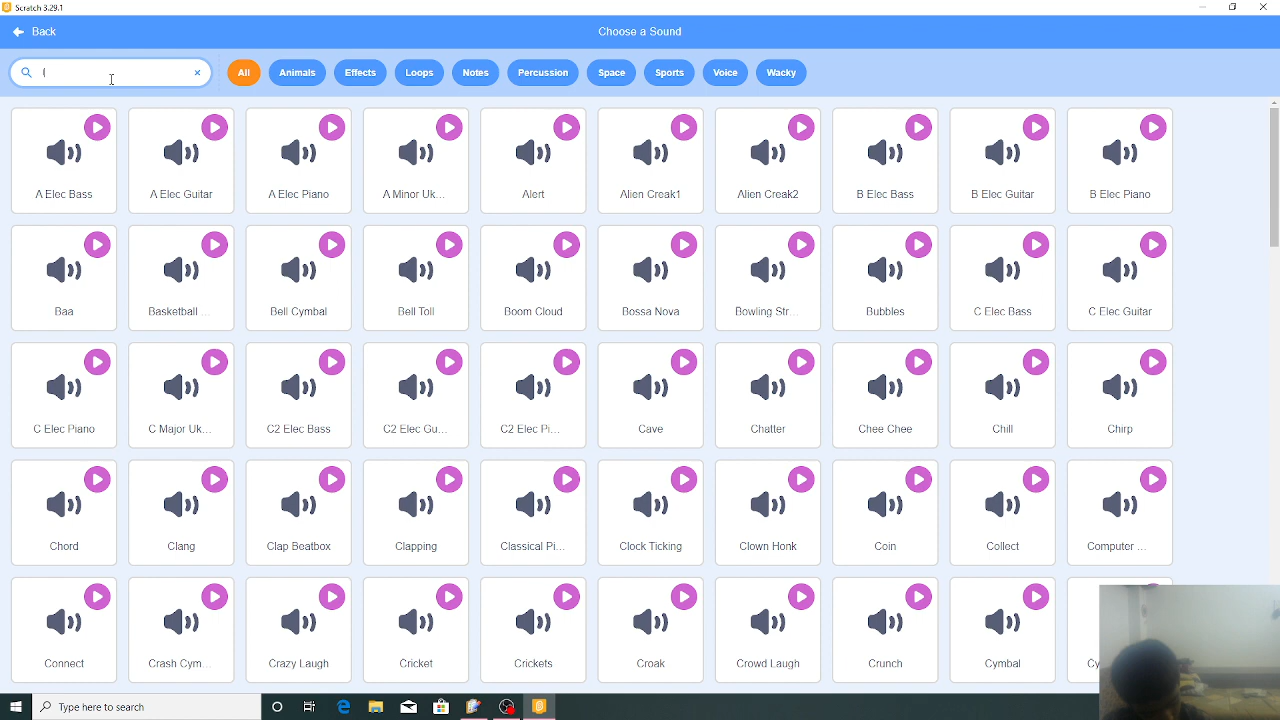 Scratch 3.29.1
Back
Choose a Sound
All Animals Effects Loops Notes Percussion Space Sports Voice Wacky
A Elec Bass A Elec Guitar A Elec Piano A Minor Uk... Alert Alien Creak1 Alien Creak2 B Elec Bass B Elec Guitar B Elec Piano
Baa Basketball ... Bell Cymbal Bell Toll Boom Cloud Bossa Nova Bowling Str... Bubbles C Elec Bass C Elec Guitar
C Elec Piano C Major Uk... C2 Elec Bass C2 Elec Gu... C2 Elec Pi... Cave Chatter Chee Chee Chill Chirp
Chord Clang Clap Beatbox Clapping Classical Pi... Clock Ticking Clown Honk Coin Collect Computer ...
Connect Crash Cym... Crazy Laugh Cricket Crickets Croak Crowd Laugh Crunch Cymbal
Type here to search